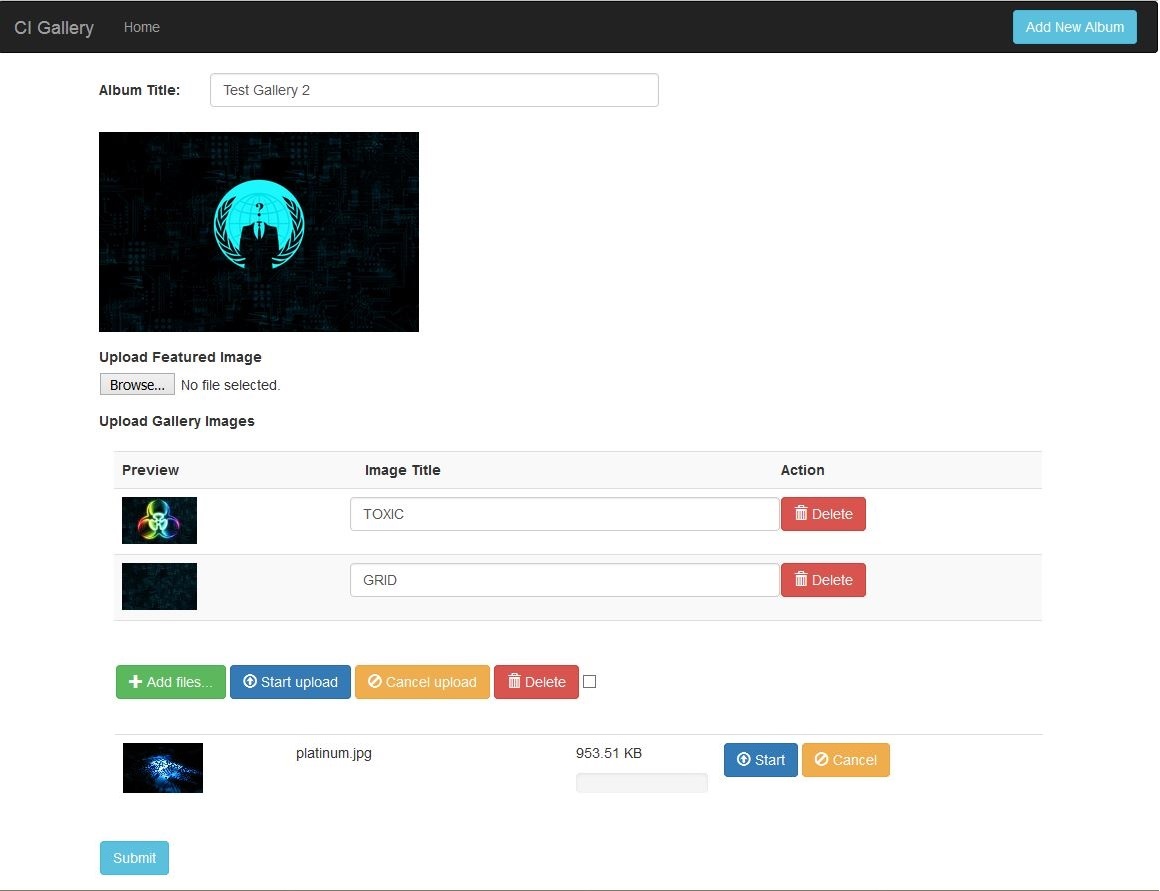 CI Gallery Home Add New Album
Album Title: Test Gallery 2
?
Upload Featured Image
Browse... No file selected.
Upload Gallery Images
Preview Image Title Action
TOXIC Delete
GRID Delete
Add files... Start upload Cancel upload Delete
platinum.jpg 953.51 KB Start Cancel
Submit